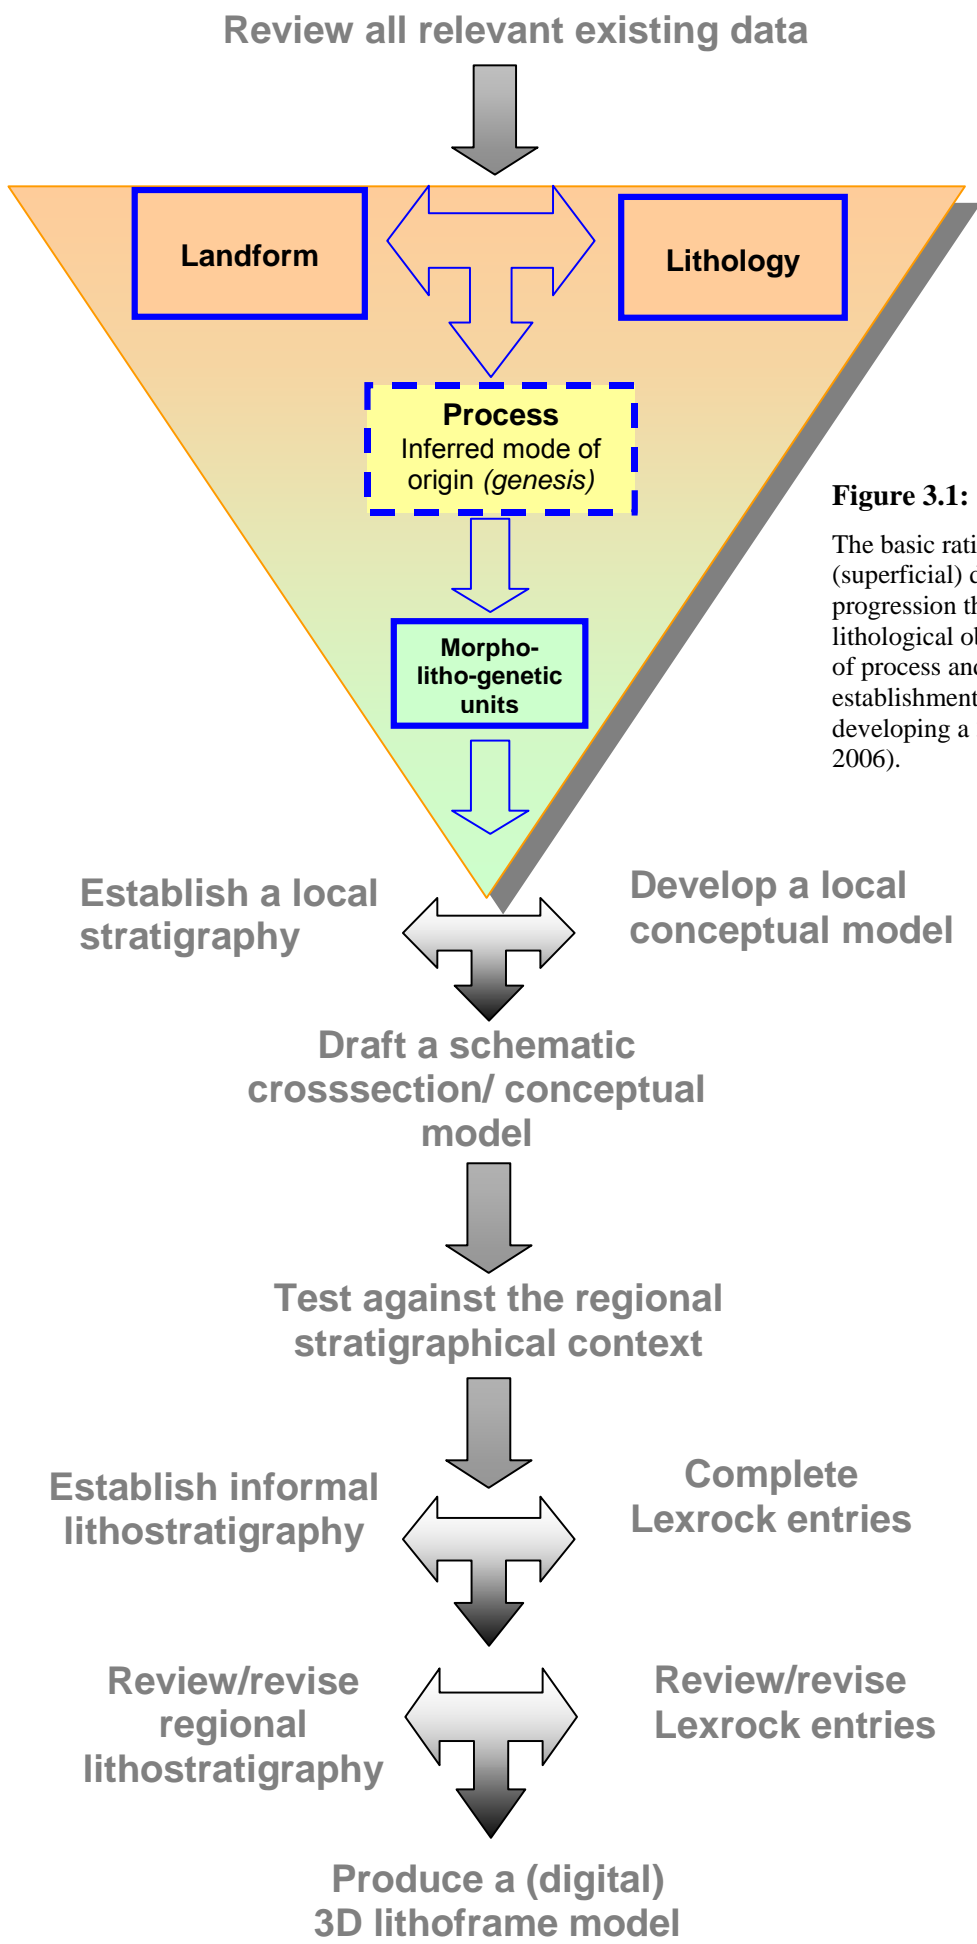 Review all relevant existing data
Landform
Lithology
Process
Inferred mode of
origin (genesis)
Morpho-
litho-genetic
units
Figure 3.1:
The basic rati
(superficial) d
progression th
lithological ob
of process and
establishment
developing a
2006).
Establish a local
stratigraphy
Develop a local
conceptual model
Draft a schematic
crosssection/ conceptual
model
Test against the regional
stratigraphical context
Establish informal
lithostratigraphy
Complete
Lexrock entries
Review/revise
regional
lithostratigraphy
Review/revise
Lexrock entries
Produce a (digital)
3D lithoframe model